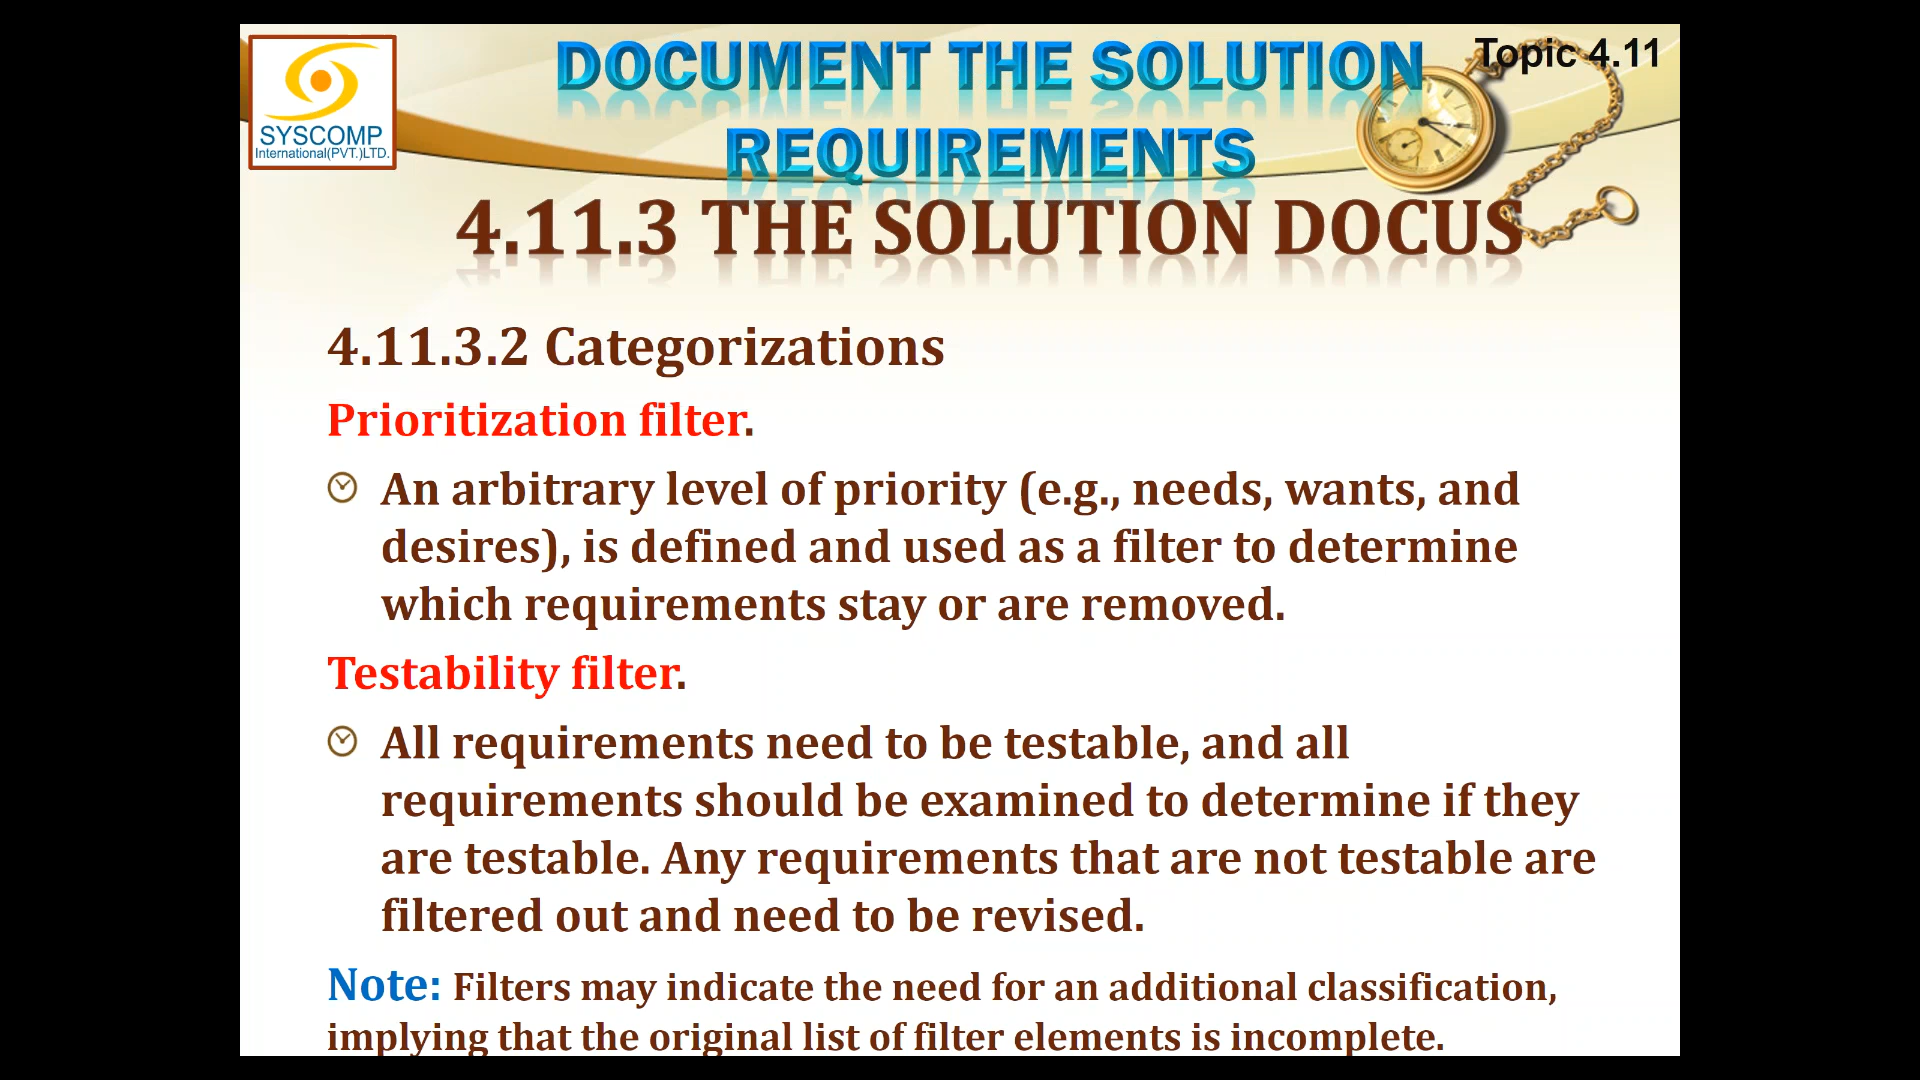 SYSCOMP
International(PVT.)LTD.
DOCUMENT THE SOLUTION
REQUIREMENTS
Topic 4.11
4.11.3 THE SOLUTION DOCUS
4.11.3.2 Categorizations
Prioritization filter.
An arbitrary level of priority (e.g., needs, wants, and
desires), is defined and used as a filter to determine
which requirements stay or are removed.
Testability filter.
All requirements need to be testable, and all
requirements should be examined to determine if they
are testable. Any requirements that are not testable are
filtered out and need to be revised.
Note: Filters may indicate the need for an additional classification,
implying that the original list of filter elements is incomplete.